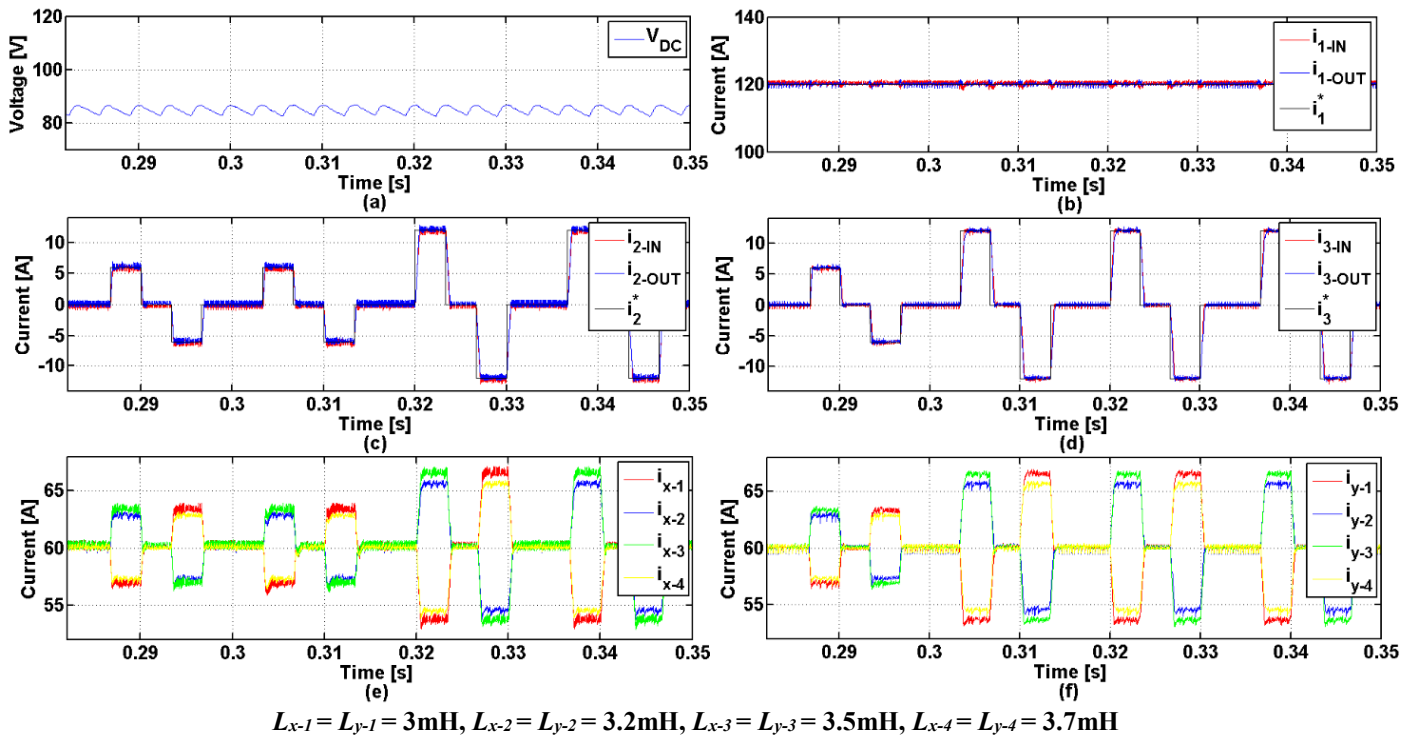 120
100
80
Voltage [V]
V_DC
0.29 0.3 0.31 0.32 0.33 0.34 0.35
Time [s]
(a)
140
120
100
Current [A]
i_1-IN
i_1-OUT
i_1^*
0.29 0.3 0.31 0.32 0.33 0.34 0.35
Time [s]
(b)
10
5
0
-5
-10
Current [A]
i_2-IN
i_2-OUT
i_2^*
0.29 0.3 0.31 0.32 0.33 0.34 0.35
Time [s]
(c)
10
5
0
-5
-10
Current [A]
i_3-IN
i_3-OUT
i_3^*
0.29 0.3 0.31 0.32 0.33 0.34 0.35
Time [s]
(d)
65
60
55
Current [A]
i_x-1
i_x-2
i_x-3
i_x-4
0.29 0.3 0.31 0.32 0.33 0.34 0.35
Time [s]
(e)
65
60
55
Current [A]
i_y-1
i_y-2
i_y-3
i_y-4
0.29 0.3 0.31 0.32 0.33 0.34 0.35
Time [s]
(f)
L_x-1 = L_y-1 = 3mH, L_x-2 = L_y-2 = 3.2mH, L_x-3 = L_y-3 = 3.5mH, L_x-4 = L_y-4 = 3.7mH